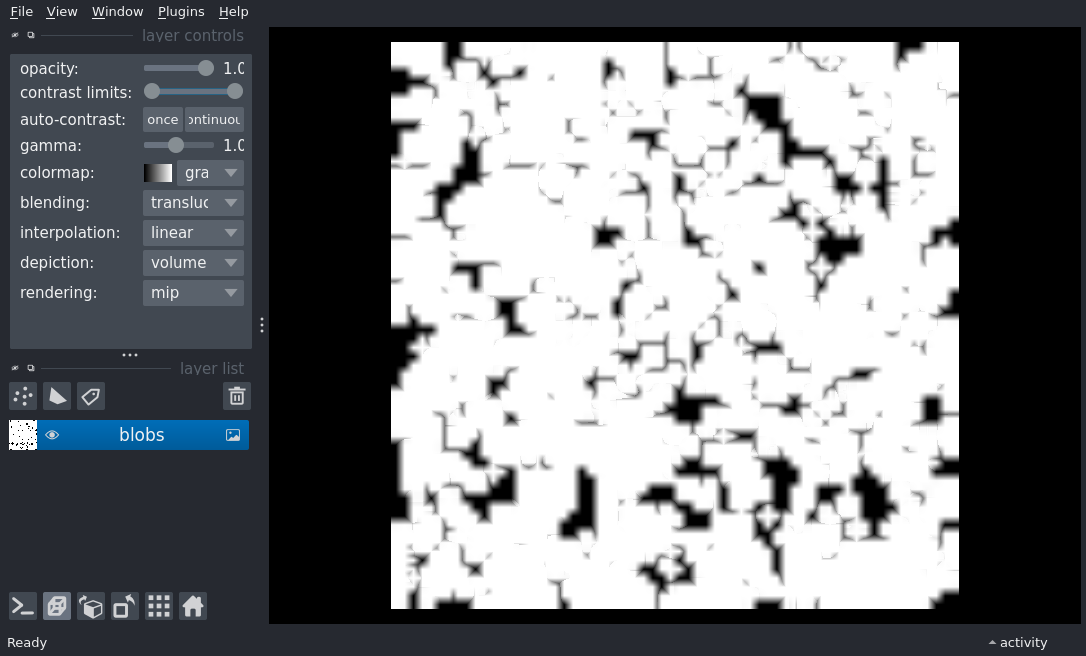 File View Window Plugins Help
layer controls
opacity: 1.0
contrast limits:
auto-contrast: once ontinuou
gamma: 1.0
colormap: gra
blending: transluc
interpolation: linear
depiction: volume
rendering: mip
layer list
blobs
Ready activity